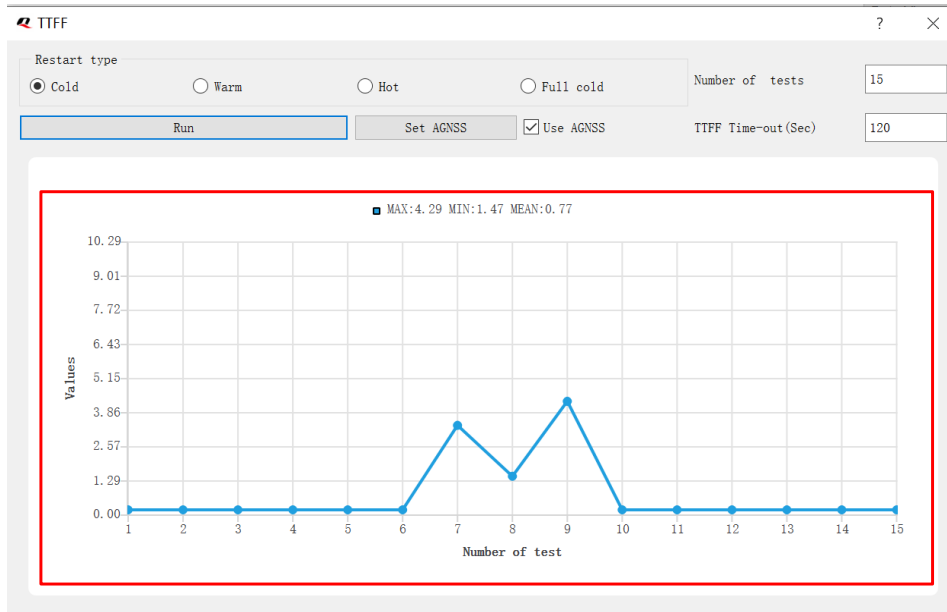 TTFF
?
Restart type
Cold Warm Hot Full cold
Number of tests 15
Run Set AGNSS Use AGNSS TTFF Time-out(Sec) 120
MAX:4.29 MIN:1.47 MEAN:0.77
10.29
9.01
7.72
6.43
5.15
3.86
2.57
1.29
0.00
Values
1 2 3 4 5 6 7 8 9 10 11 12 13 14 15
Number of test